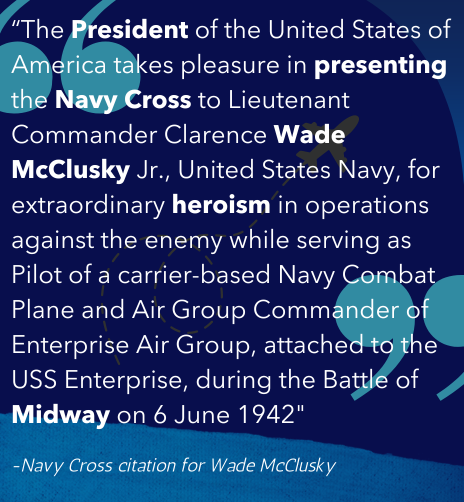 “The President of the United States of
America takes pleasure in presenting
the Navy Cross to Lieutenant
Commander Clarence Wade
McClusky Jr., United States Navy, for
extraordinary heroism in operations
against the enemy while serving as
Pilot of a carrier-based Navy Combat
Plane and Air Group Commander of
Enterprise Air Group, attached to the
USS Enterprise, during the Battle of
Midway on 6 June 1942"
-Navy Cross citation for Wade McClusky